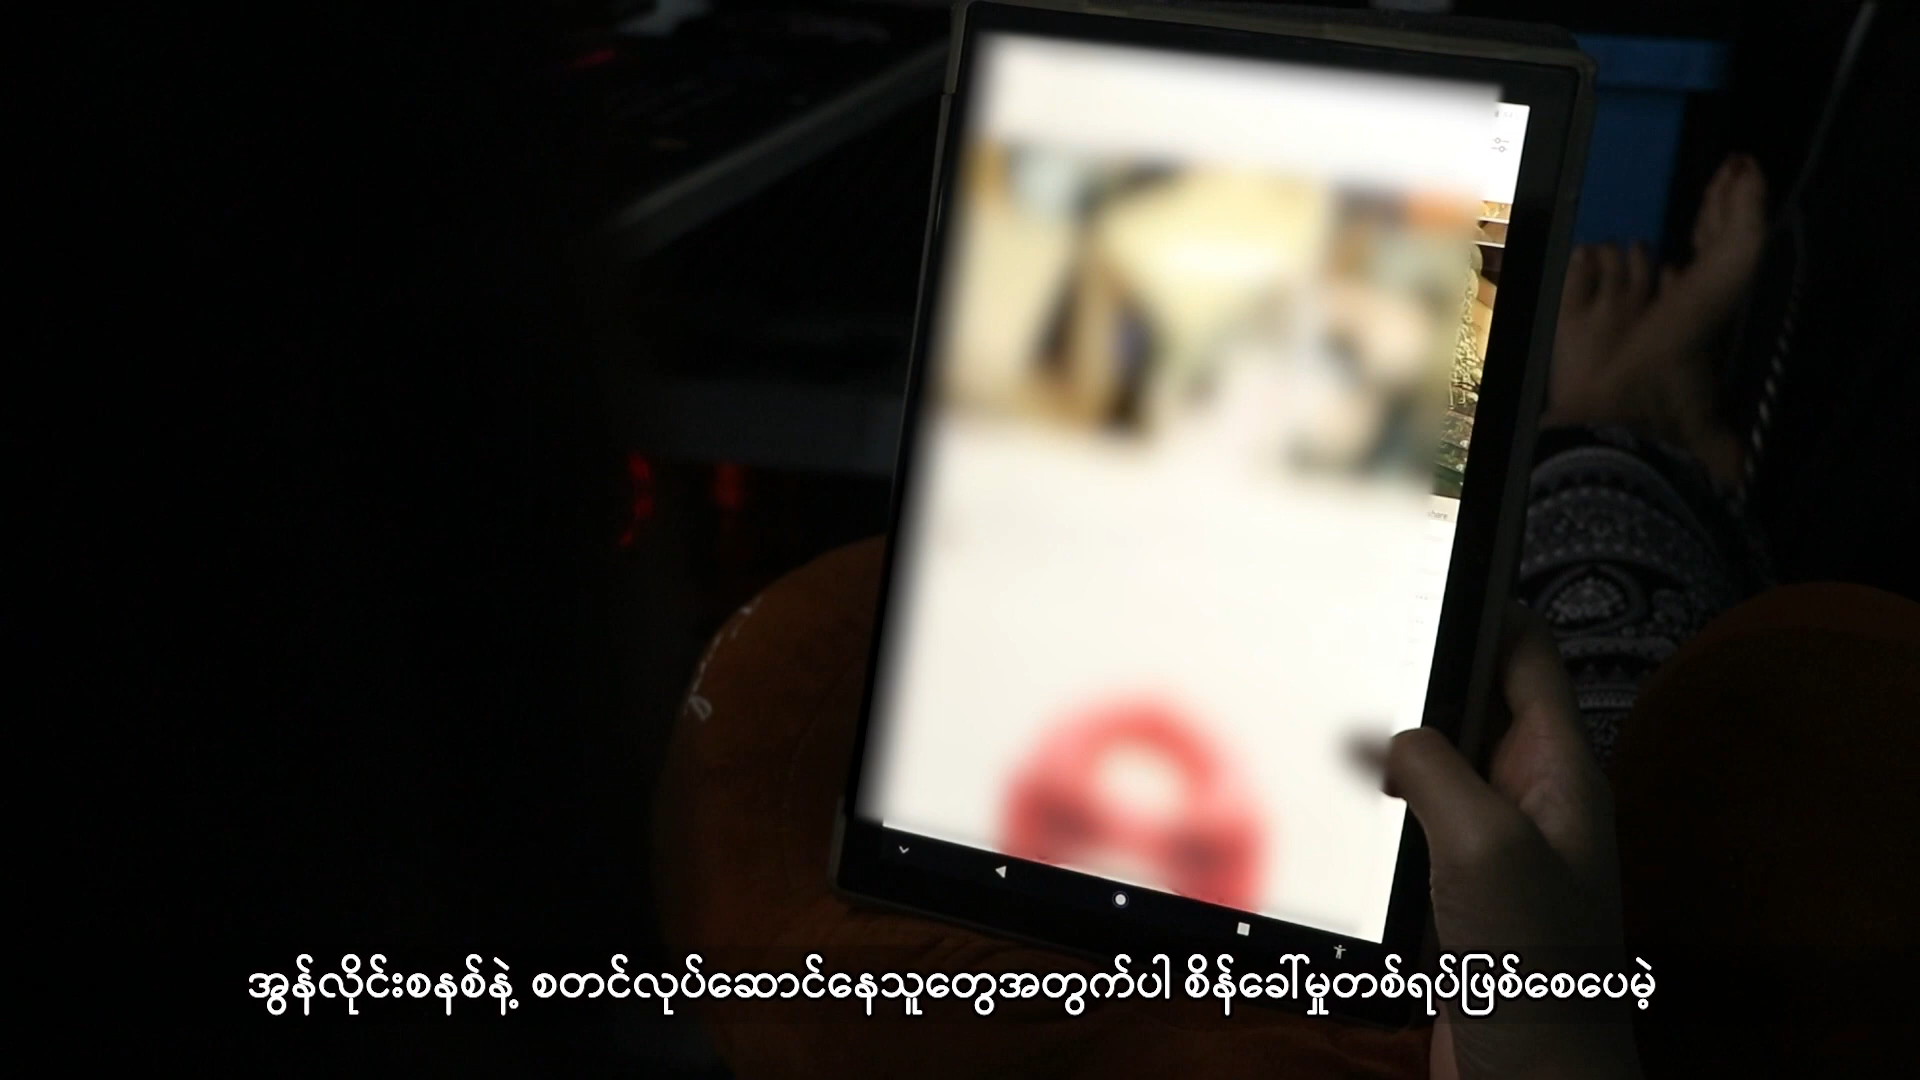 share
အွန်လိုင်းစနစ်နဲ့ စတင်လုပ်ဆောင်နေသူတွေအတွက်ပါ စိန်ခေါ်မှုတစ်ရပ်ဖြစ်စေပေမဲ့